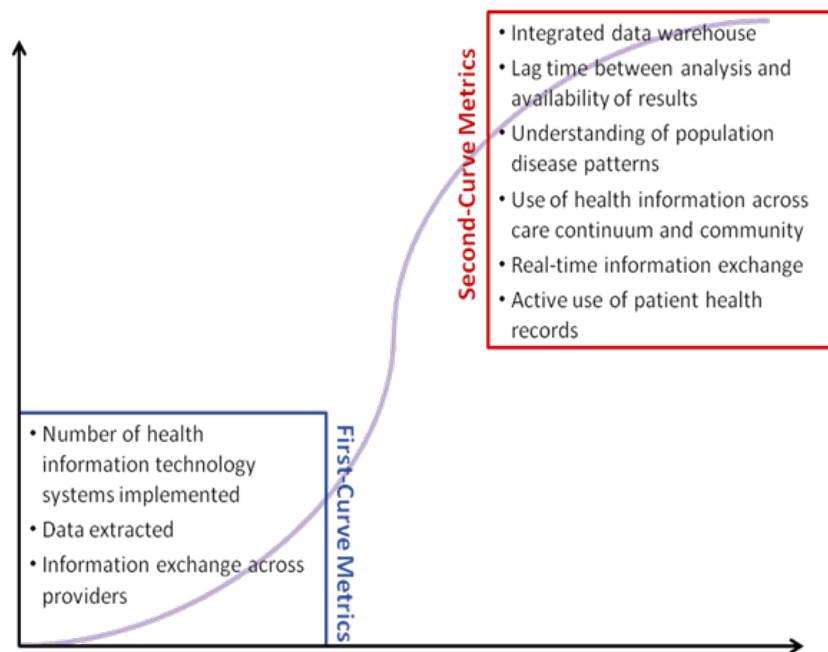 Second-Curve Metrics
• Integrated data warehouse
• Lag time between analysis and
availability of results
• Understanding of population
disease patterns
• Use of health information across
care continuum and community
• Real-time information exchange
• Active use of patient health
records
• Number of health
information technology
systems implemented
• Data extracted
• Information exchange across
providers
First-Curve Metrics